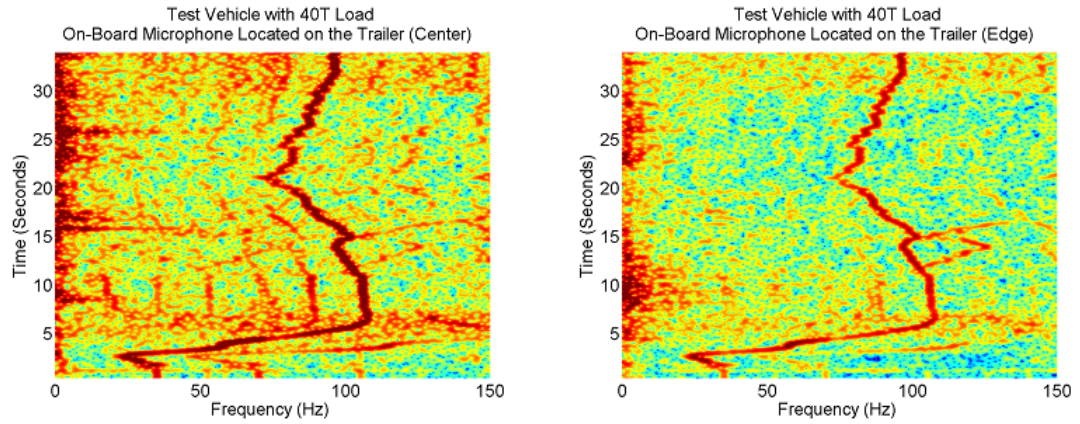 Test Vehicle with 40T Load
On-Board Microphone Located on the Trailer (Center)
Time (Seconds)
30
25
20
15
10
5
0
50
100
150
Frequency (Hz)
Test Vehicle with 40T Load
On-Board Microphone Located on the Trailer (Edge)
Time (Seconds)
30
25
20
15
10
5
0
50
100
150
Frequency (Hz)